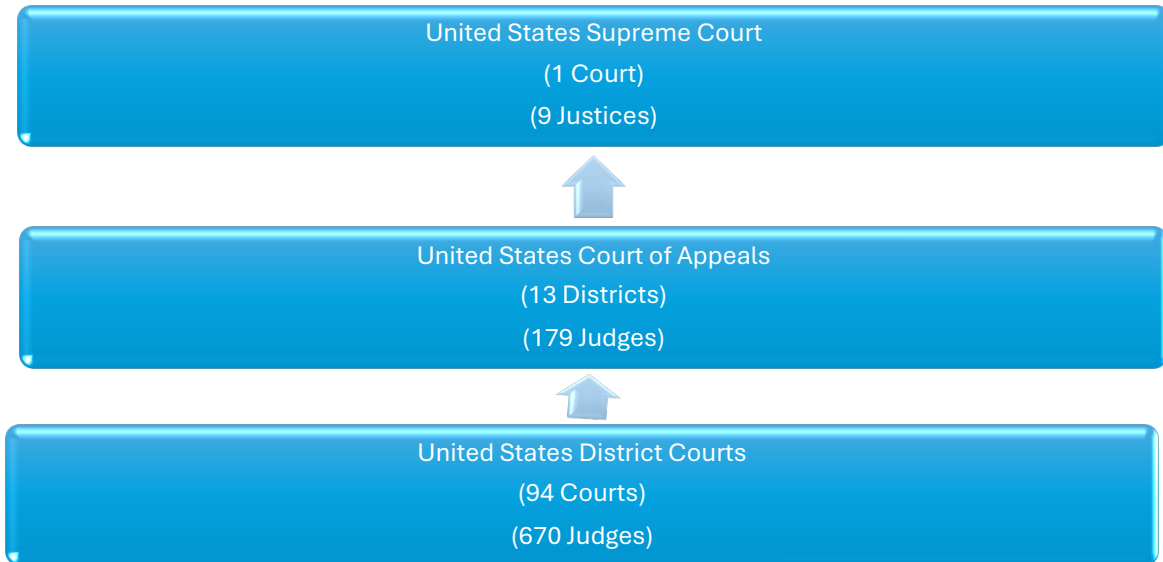 United States Supreme Court
(1 Court)
(9 Justices)
United States Court of Appeals
(13 Districts)
(179 Judges)
United States District Courts
(94 Courts)
(670 Judges)